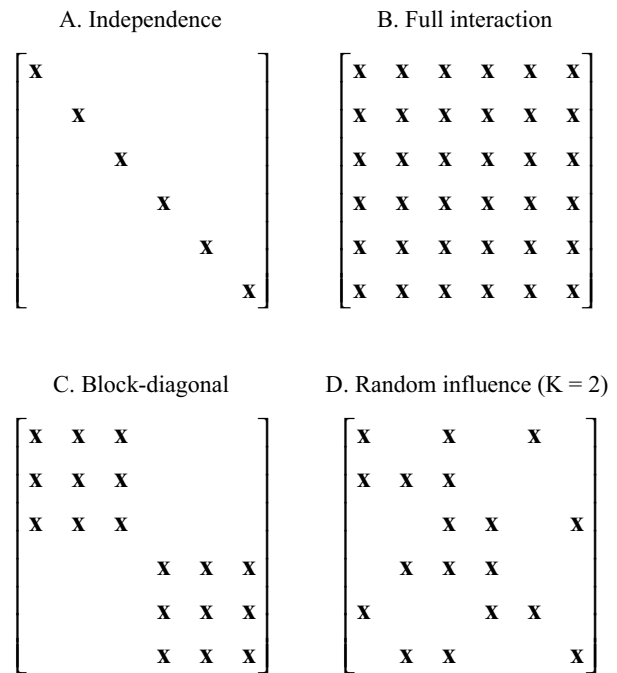 A. Independence
x
x
x
x
x
x
B. Full interaction
x x x x x x
x x x x x x
x x x x x x
x x x x x x
x x x x x x
x x x x x x
C. Block-diagonal
x x x
x x x
x x x
x x x
x x x
x x x
D. Random influence (K = 2)
x x x
x x x
x x x
x x x
x x x
x x x